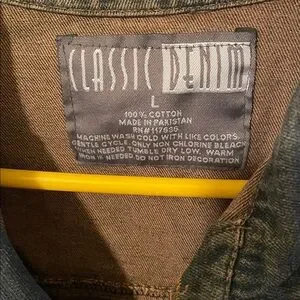 CLASSIC DENIM
L
100% COTTON
MADE IN PAKISTAN
RN# 117636
MACHINE WASH COLD WITH LIKE COLORS
GENTLE CYCLE. ONLY NON CHLORINE BLEACH
WHEN NEEDED TUMBLE DRY LOW. WARM
IRON IF NEEDED. DO NOT IRON DECORATION